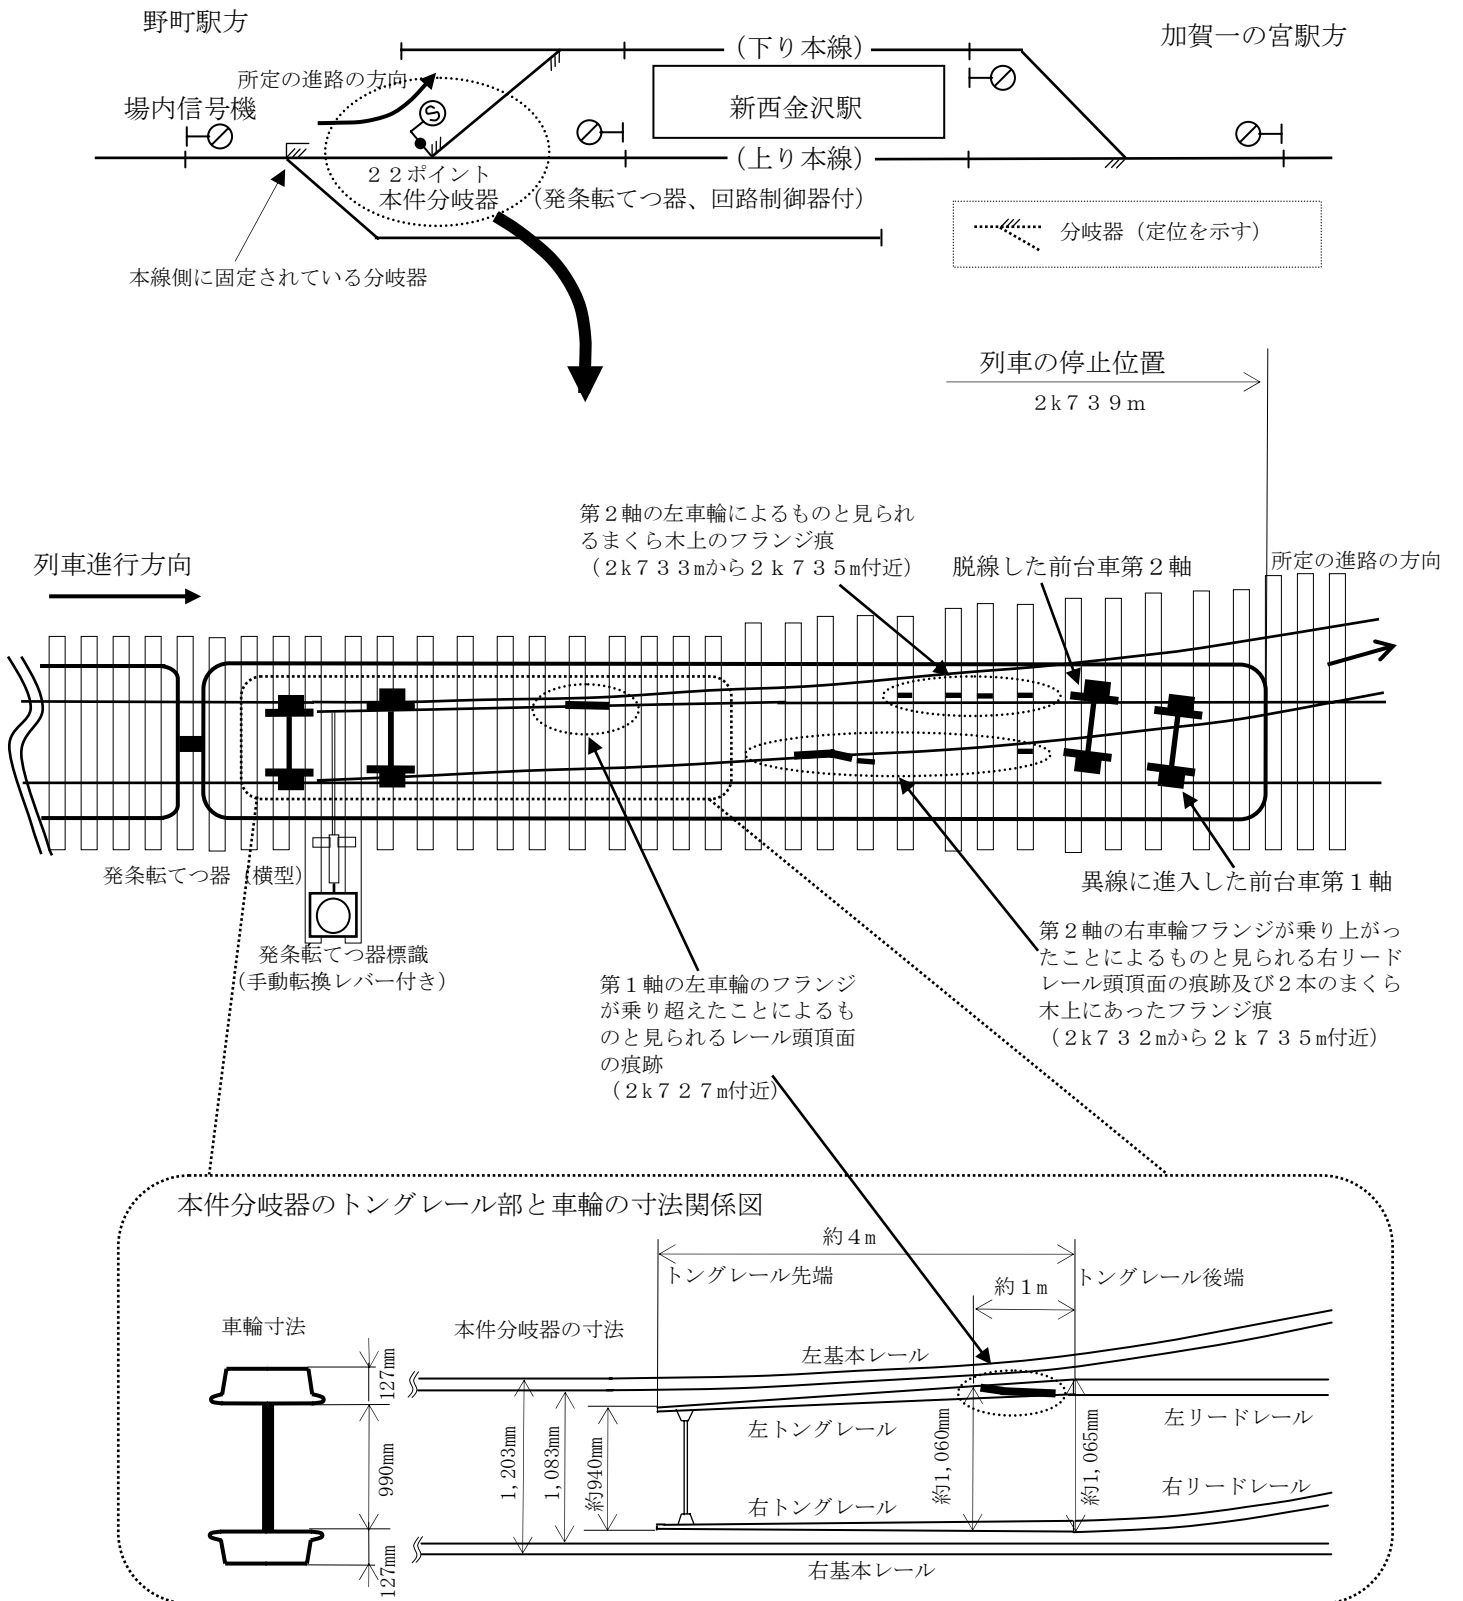 野町駅方
加賀一の宮駅方
(下り本線)
所定の進路の方向
場内信号機
新西金沢駅
Ⓢ
(上り本線)
22ポイント
本件分岐器 (発条転てつ器、回路制御器付)
分岐器(定位を示す)
本線側に固定されている分岐器
列車の停止位置
2k739m
第2軸の左車輪によるものと見られ
るまくら木上のフランジ痕
(2k733mから2k735m付近)
列車進行方向
脱線した前台車第2軸
所定の進路の方向
発条転てつ器(横型)
異線に進入した前台車第1軸
発条転てつ器標識
(手動転換レバー付き)
第2軸の右車輪フランジが乗り上がっ
たことによるものと見られる右リード
レール頭頂面の痕跡及び2本のまくら
木上にあったフランジ痕
(2k732mから2k735m付近)
第1軸の左車輪のフランジ
が乗り超えたことによるも
のと見られるレール頭頂面
の痕跡
(2k727m付近)
本件分岐器のトングレール部と車輪の寸法関係図
約4m
トングレール先端
トングレール後端
約1m
車輪寸法
本件分岐器の寸法
左基本レール
127mm
990mm
127mm
1,203mm
1,083mm
約940mm
左トングレール
約1,060mm
約1,065mm
左リードレール
右トングレール
右リードレール
右基本レール